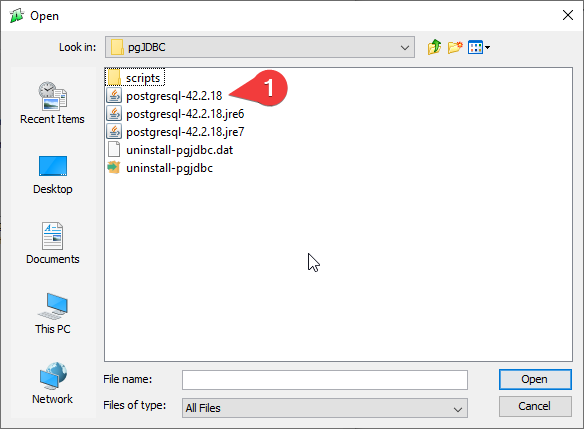 Open
Look in:
pgJDBC
scripts
postgresql-42.2.18
1
postgresql-42.2.18.jre6
postgresql-42.2.18.jre7
uninstall-pgjdbc.dat
uninstall-pgjdbc
Recent Items
Desktop
Documents
This PC
Network
File name:
Open
Files of type:
All Files
Cancel